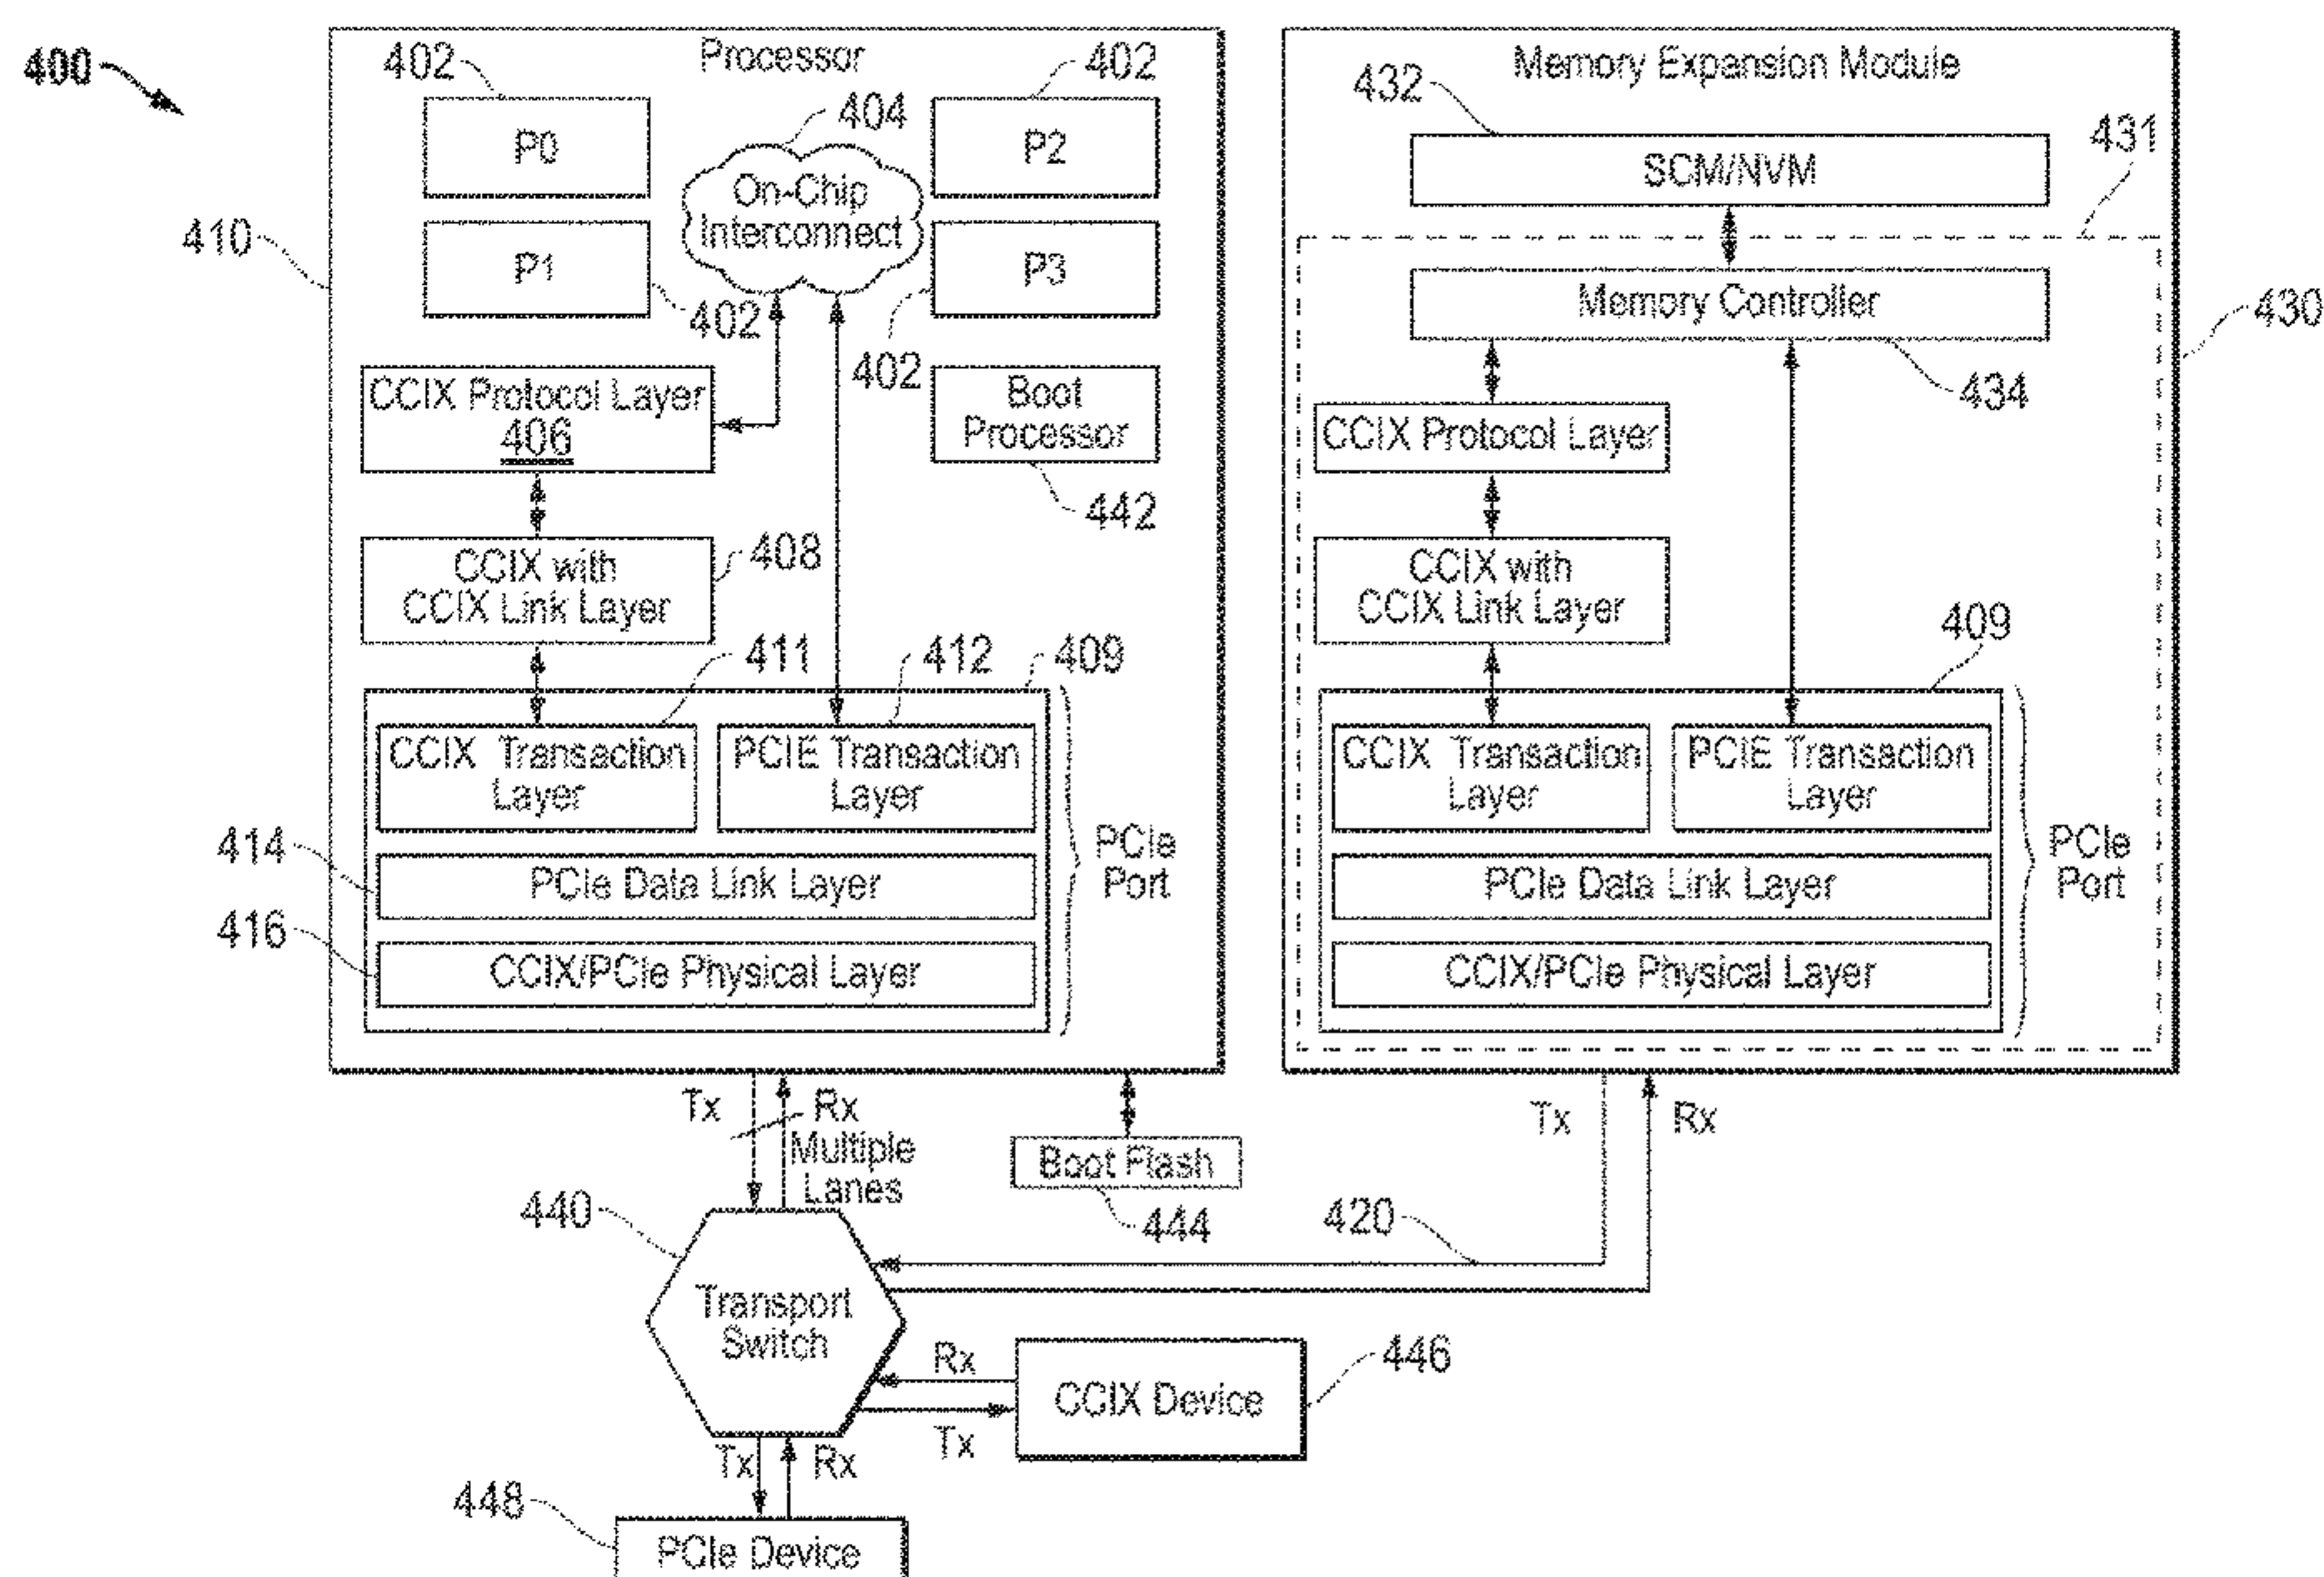 400
Processor
402
402
P0
404
P2
On-Chip
Interconnect
410
P1
402
P3
402
CCIX Protocol Layer
406
Boot
Processor
442
CCIX with
CCIX Link Layer
408
411
412
409
CCIX Transaction
Layer
PCIE Transaction
Layer
414
PCIe Data Link Layer
PCIe
Port
416
CCIX/PCIe Physical Layer
Memory Expansion Module
432
431
SCM/NVM
Memory Controller
430
434
CCIX Protocol Layer
CCIX with
CCIX Link Layer
409
CCIX Transaction
Layer
PCIE Transaction
Layer
PCIe Data Link Layer
PCIe
Port
CCIX/PCIe Physical Layer
Tx
Rx
Multiple
Lanes
Boot Flash
444
Tx
Rx
440
420
Transport
Switch
Rx
Tx
CCIX Device
446
Tx
Rx
448
PCIe Device